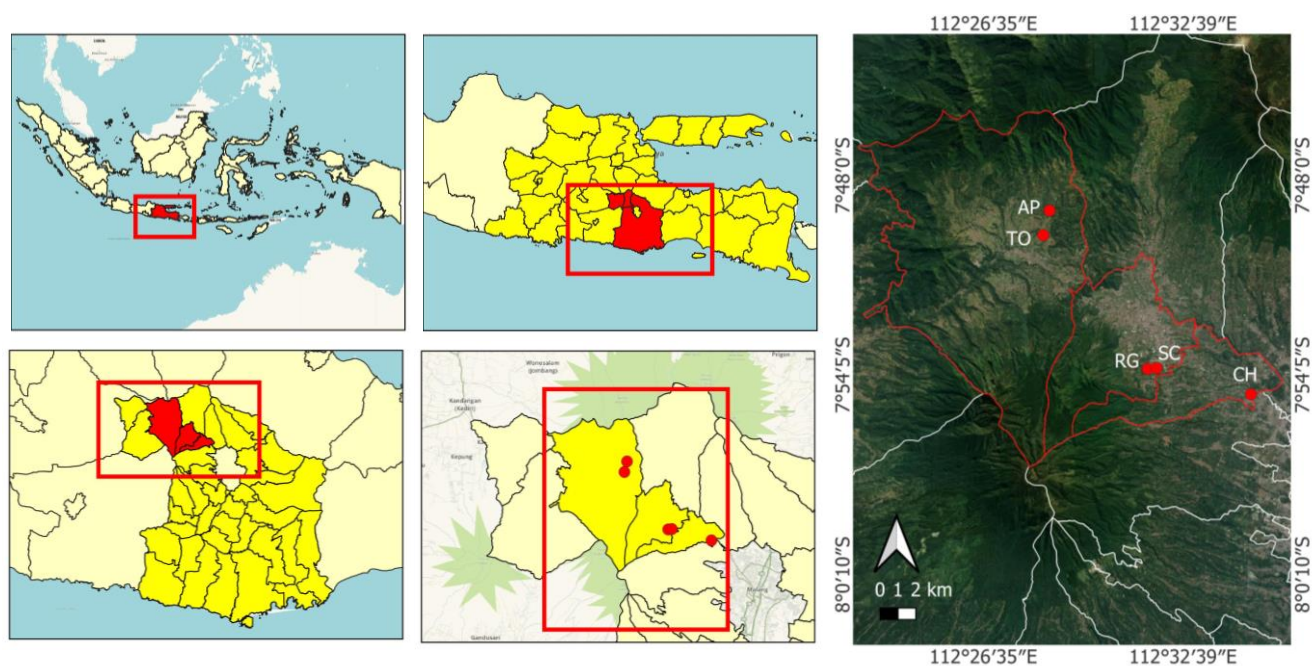 112°26′35″E 112°32′39″E
7°48′0″S 7°48′0″S
AP
TO
RG SC
CH
7°54′5″S 7°54′5″S
8°0′10″S 8°0′10″S
0 1 2 km
112°26′35″E 112°32′39″E
Wonosalam
(Jombang)
Prigen
Kandangan
(Kediri)
Kepung
Malang
Gandusari